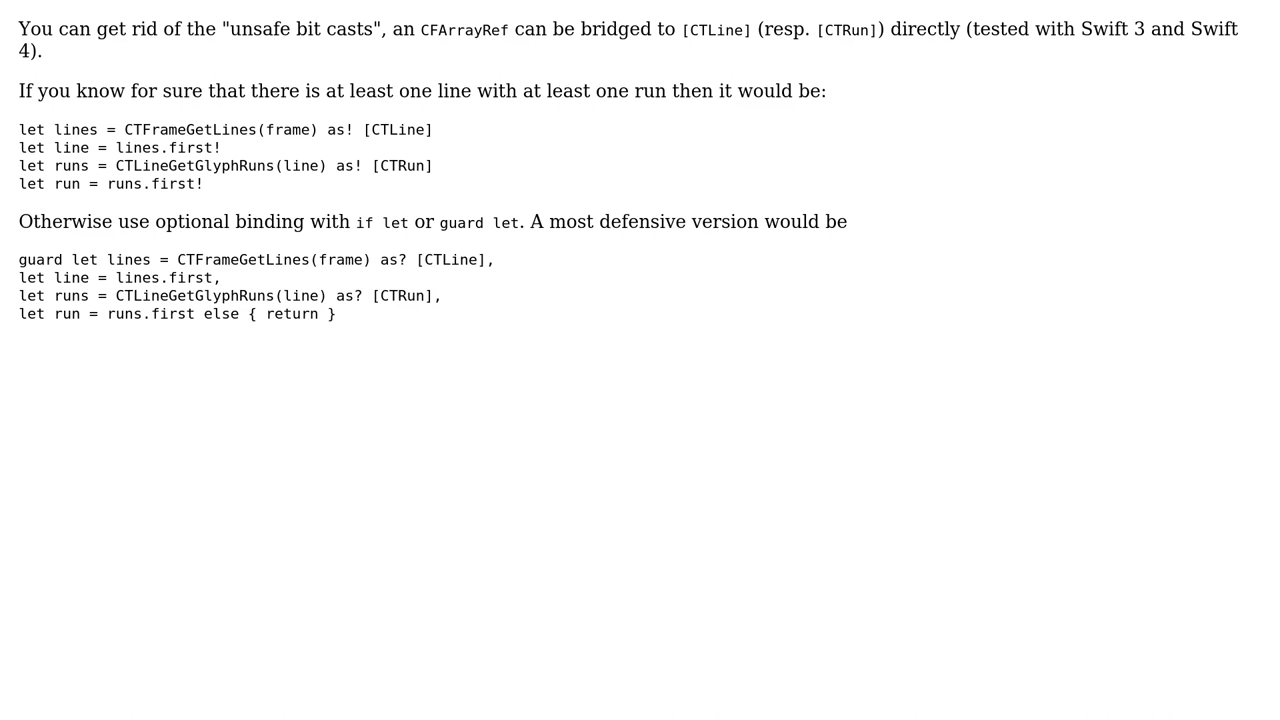 You can get rid of the "unsafe bit casts", an CFArrayRef can be bridged to [CTLine] (resp. [CTRun]) directly (tested with Swift 3 and Swift
4).
If you know for sure that there is at least one line with at least one run then it would be:
let lines = CTFrameGetLines(frame) as! [CTLine]
let line = lines.first!
let runs = CTLineGetGlyphRuns(line) as! [CTRun]
let run = runs.first!
Otherwise use optional binding with if let or guard let. A most defensive version would be
guard let lines = CTFrameGetLines(frame) as? [CTLine],
let line = lines.first,
let runs = CTLineGetGlyphRuns(line) as? [CTRun],
let run = runs.first else { return }